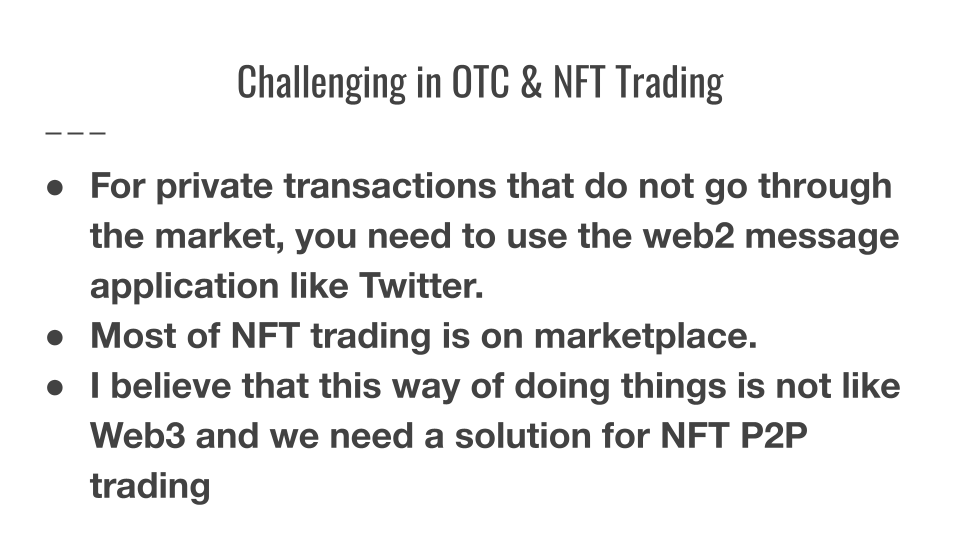 Challenging in OTC & NFT Trading
● For private transactions that do not go through
the market, you need to use the web2 message
application like Twitter.
● Most of NFT trading is on marketplace.
● I believe that this way of doing things is not like
Web3 and we need a solution for NFT P2P
trading